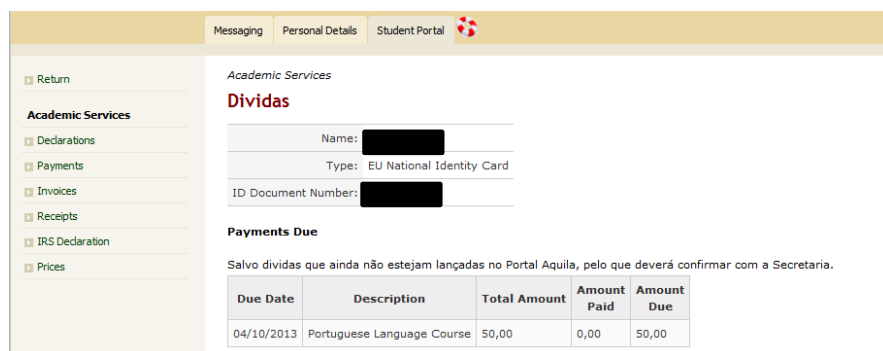 Messaging Personal Details Student Portal
Return
Academic Services
Declarations
Payments
Invoices
Receipts
IRS Declaration
Prices
Academic Services
Dividas
Name:
Type: EU National Identity Card
ID Document Number:
Payments Due
Salvo dividas que ainda não estejam lançadas no Portal Aquila, pelo que deverá confirmar com a Secretaria.
Due Date Description Total Amount Amount Paid Amount Due
04/10/2013 Portuguese Language Course 50,00 0,00 50,00